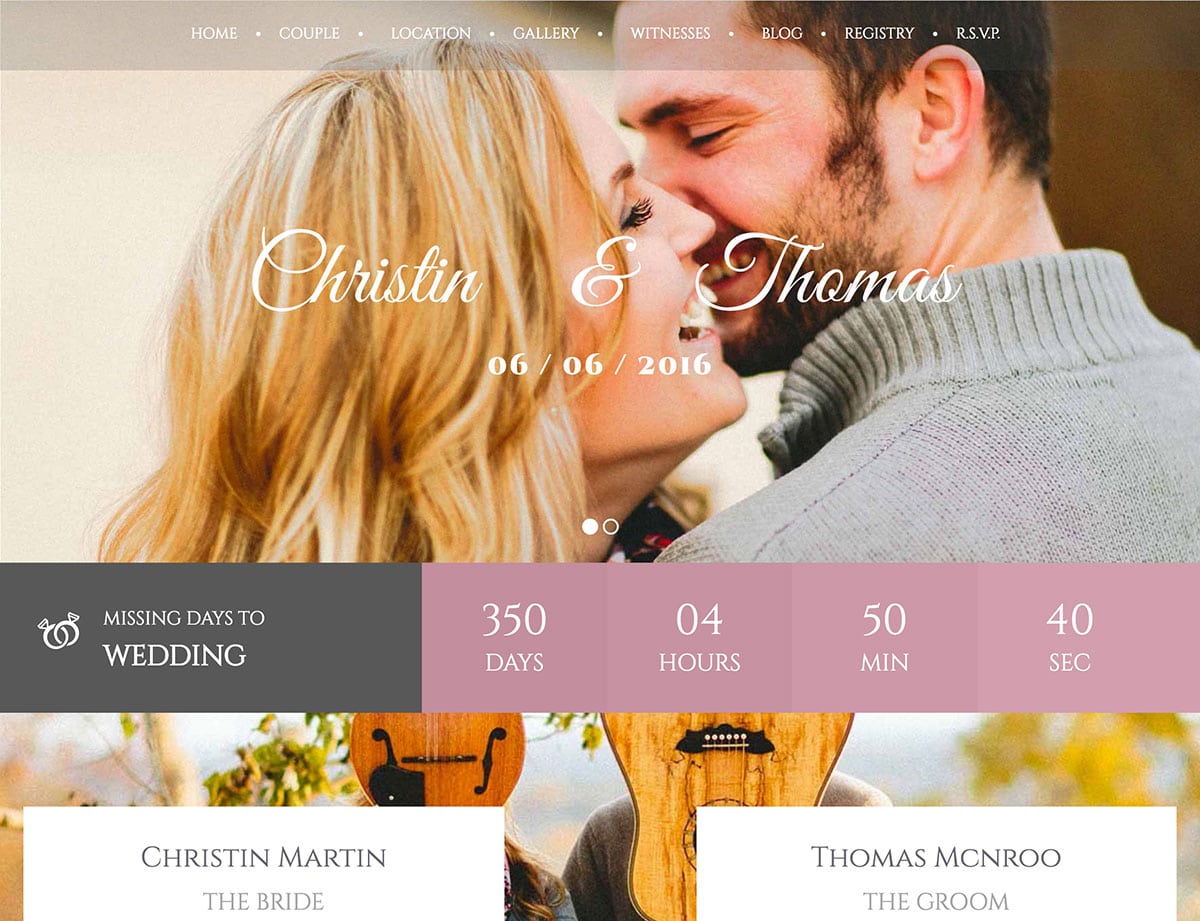 HOME • COUPLE • LOCATION • GALLERY • WITNESSES • BLOG • REGISTRY • R.S.V.P.
Christin & Thomas
06 / 06 / 2016
MISSING DAYS TO
WEDDING
350 04 50 40
DAYS HOURS MIN SEC
CHRISTIN MARTIN THOMAS MCNROO
THE BRIDE THE GROOM